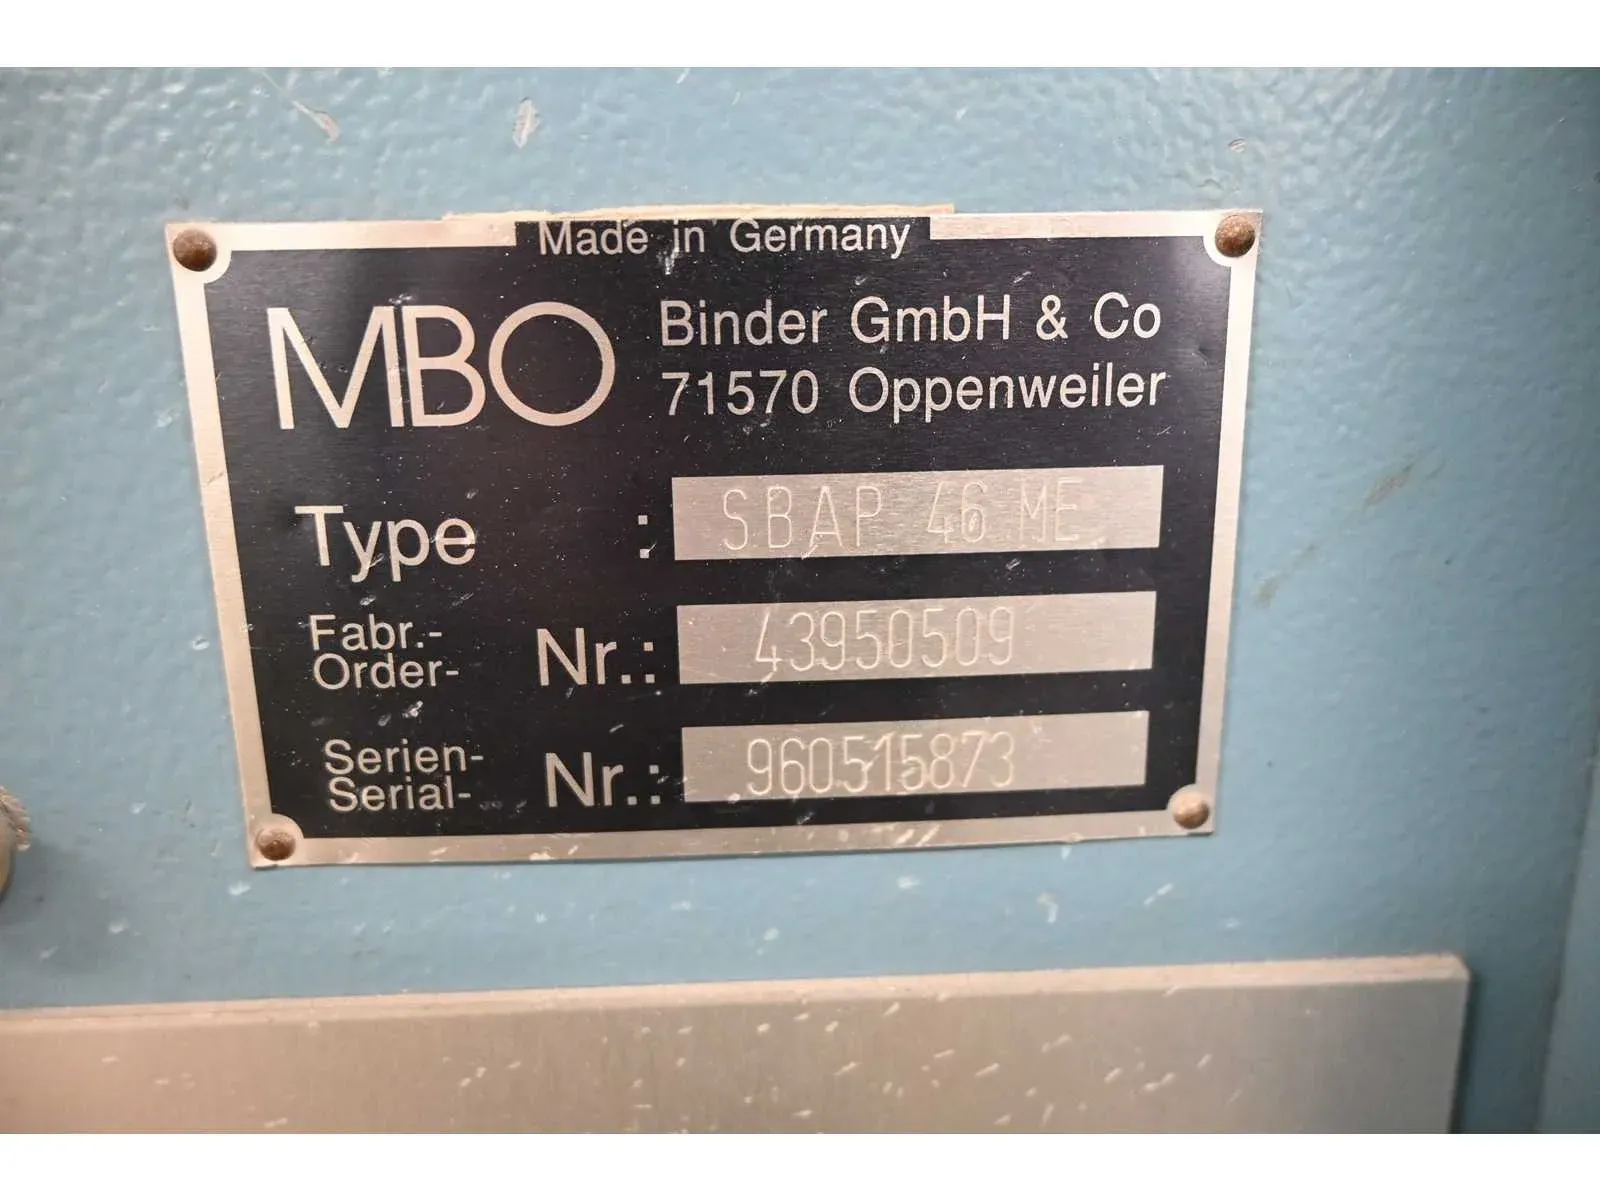 Made in Germany
MBO Binder GmbH & Co
71570 Oppenweiler
Type : SBAP 46 ME
Fabr.-
Order- Nr.: 43950509
Serien-
Serial- Nr.: 960515873